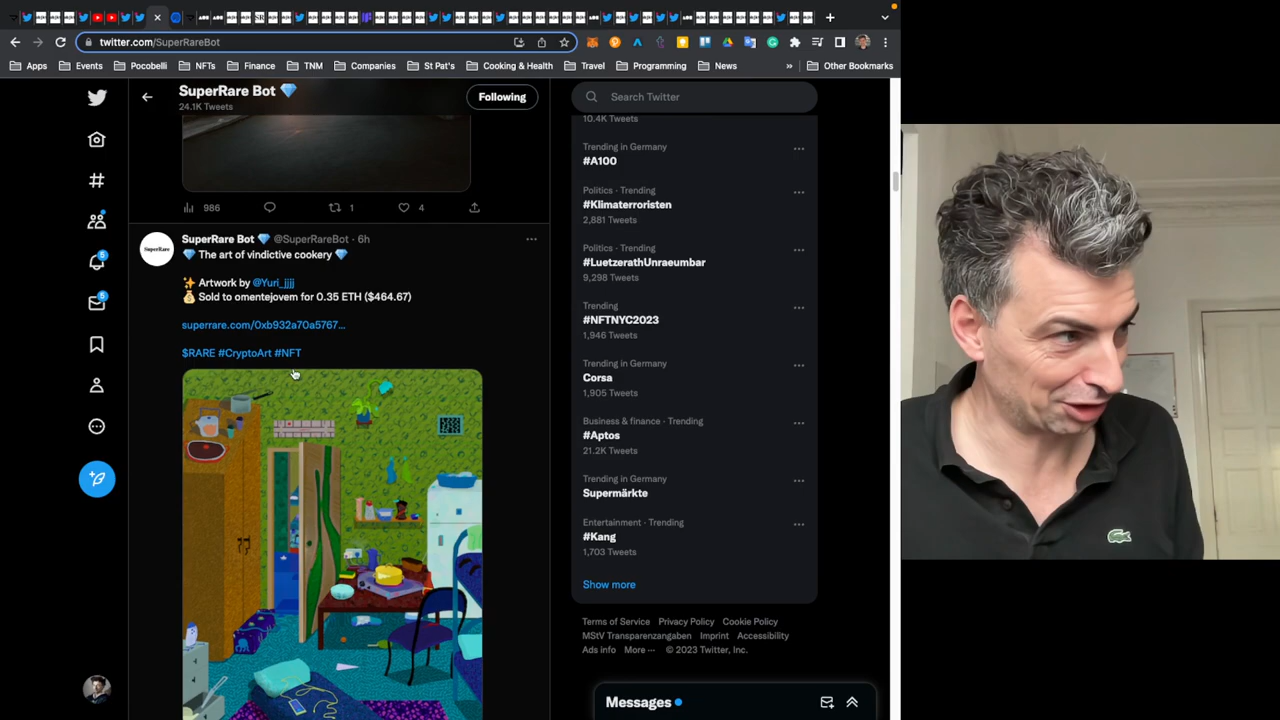 twitter.com/SuperRareBot
Apps
Events
Pocobelli
NFTs
Finance
TNM
Companies
St Pat's
Cooking & Health
Travel
Programming
News
»
Other Bookmarks
SuperRare Bot 💎
24.1K Tweets
Following
Search Twitter
986
1
4
SuperRare
SuperRare Bot 💎 @SuperRareBot · 6h
💎 The art of vindictive cookery 💎
✨ Artwork by @Yuri_jjjj
💰 Sold to omentejovem for 0.35 ETH ($464.67)
superrare.com/0xb932a70a5767…
$RARE #CryptoArt #NFT
5
5
10.4K Tweets
Trending in Germany
#A100
Politics · Trending
#Klimaterroristen
2,881 Tweets
Politics · Trending
#LuetzerathUnraeumbar
9,298 Tweets
Trending
#NFTNYC2023
1,946 Tweets
Trending in Germany
Corsa
1,905 Tweets
Business & finance · Trending
#Aptos
21.2K Tweets
Trending in Germany
Supermärkte
Entertainment · Trending
#Kang
1,703 Tweets
Show more
Terms of Service Privacy Policy Cookie Policy
MStV Transparenzangaben Imprint Accessibility
Ads info More ··· © 2023 Twitter, Inc.
Messages